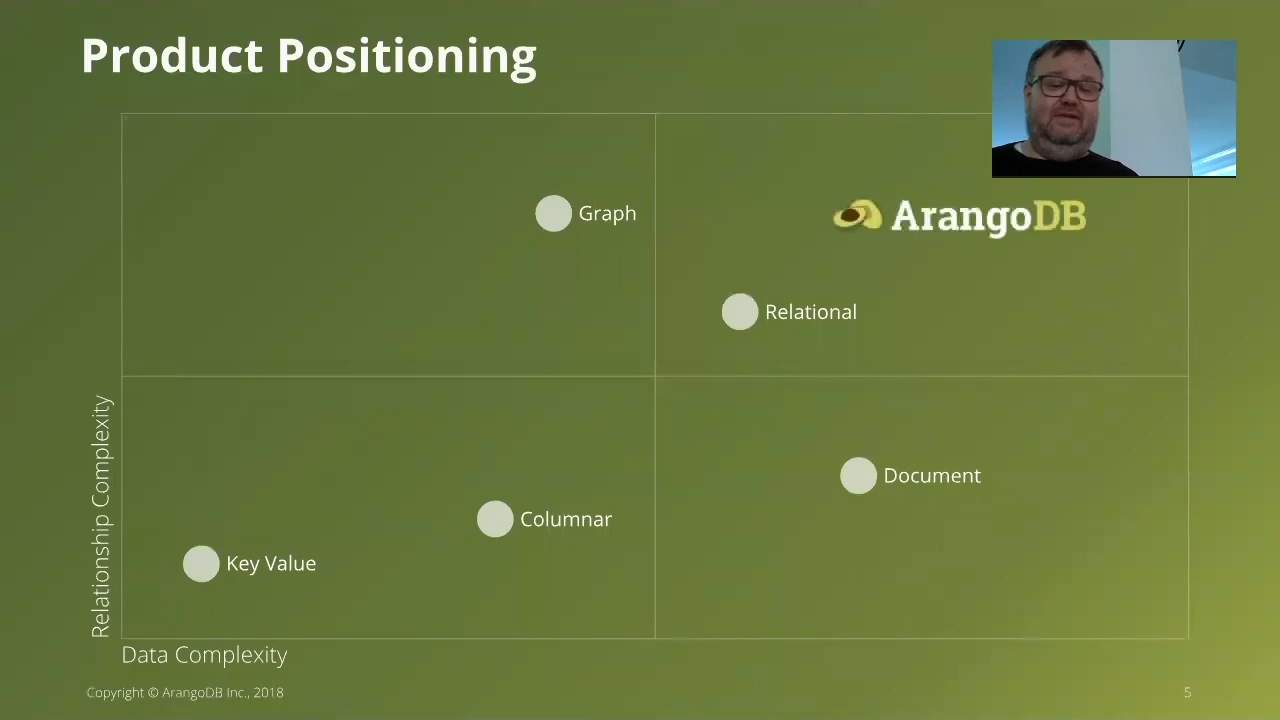 Product Positioning
Graph
ArangoDB
Relational
Relationship Complexity
Document
Columnar
Key Value
Data Complexity
Copyright © ArangoDB Inc., 2018
5